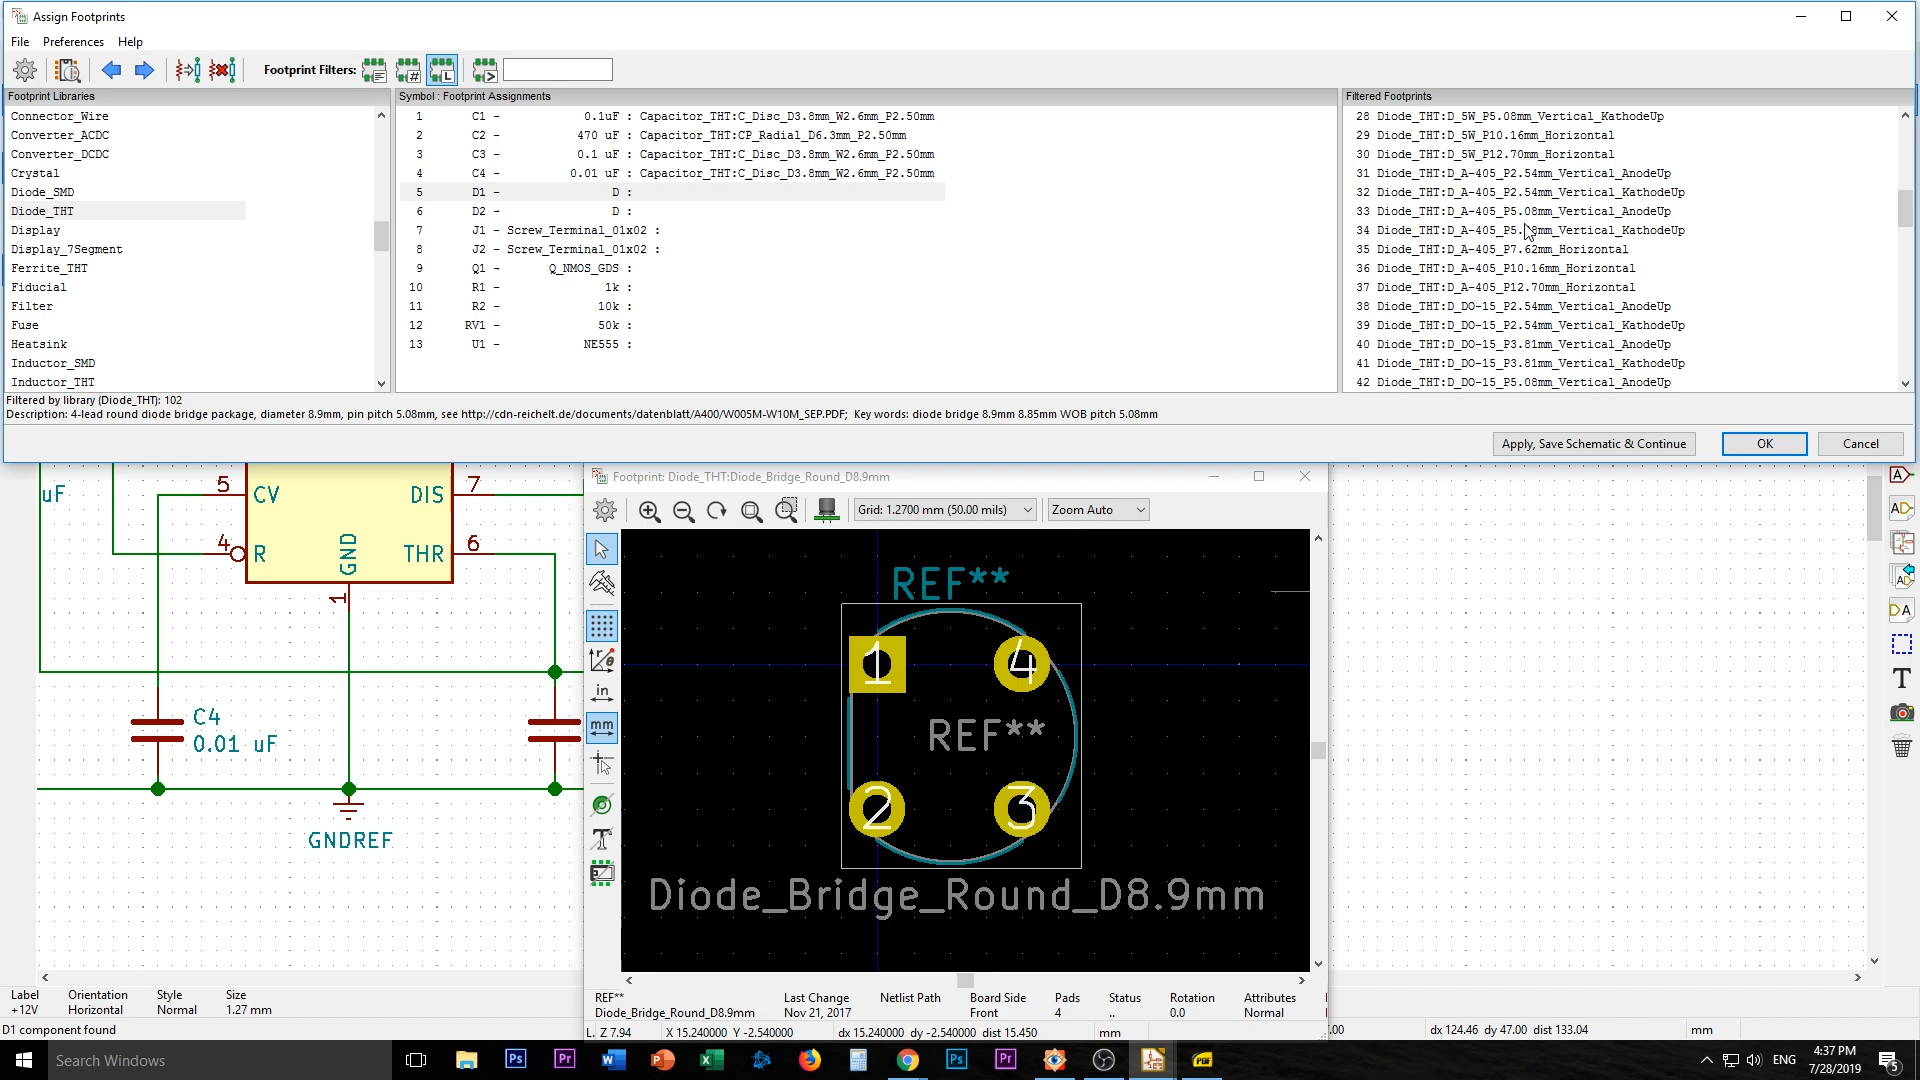 Assign Footprints
File Preferences Help
Footprint Filters:
Footprint Libraries
Connector_Wire
Converter_ACDC
Converter_DCDC
Crystal
Diode_SMD
Diode_THT
Display
Display_7Segment
Ferrite_THT
Fiducial
Filter
Fuse
Heatsink
Inductor_SMD
Inductor_THT
Symbol : Footprint Assignments
1 C1 - 0.1uF : Capacitor_THT:C_Disc_D3.8mm_W2.6mm_P2.50mm
2 C2 - 470 uF : Capacitor_THT:CP_Radial_D6.3mm_P2.50mm
3 C3 - 0.1 uF : Capacitor_THT:C_Disc_D3.8mm_W2.6mm_P2.50mm
4 C4 - 0.01 uF : Capacitor_THT:C_Disc_D3.8mm_W2.6mm_P2.50mm
5 D1 - D :
6 D2 - D :
7 J1 - Screw_Terminal_01x02 :
8 J2 - Screw_Terminal_01x02 :
9 Q1 - Q_NMOS_GDS :
10 R1 - 1k :
11 R2 - 10k :
12 RV1 - 50k :
13 U1 - NE555 :
Filtered Footprints
28 Diode_THT:D_5W_P5.08mm_Vertical_KathodeUp
29 Diode_THT:D_5W_P10.16mm_Horizontal
30 Diode_THT:D_5W_P12.70mm_Horizontal
31 Diode_THT:D_A-405_P2.54mm_Vertical_AnodeUp
32 Diode_THT:D_A-405_P2.54mm_Vertical_KathodeUp
33 Diode_THT:D_A-405_P5.08mm_Vertical_AnodeUp
34 Diode_THT:D_A-405_P5.08mm_Vertical_KathodeUp
35 Diode_THT:D_A-405_P7.62mm_Horizontal
36 Diode_THT:D_A-405_P10.16mm_Horizontal
37 Diode_THT:D_A-405_P12.70mm_Horizontal
38 Diode_THT:D_DO-15_P2.54mm_Vertical_AnodeUp
39 Diode_THT:D_DO-15_P2.54mm_Vertical_KathodeUp
40 Diode_THT:D_DO-15_P3.81mm_Vertical_AnodeUp
41 Diode_THT:D_DO-15_P3.81mm_Vertical_KathodeUp
42 Diode_THT:D_DO-15_P5.08mm_Vertical_AnodeUp
Filtered by library (Diode_THT): 102
Description: 4-lead round diode bridge package, diameter 8.9mm, pin pitch 5.08mm, see http://cdn-reichelt.de/documents/datenblatt/A400/W005M-W10M_SEP.PDF; Key words: diode bridge 8.9mm 8.85mm WOB pitch 5.08mm
Apply, Save Schematic & Continue OK Cancel
uF
5 CV DIS 7
4 R GND THR 6
1
C4
0.01 uF
GNDREF
Footprint: Diode_THT:Diode_Bridge_Round_D8.9mm
Grid: 1.2700 mm (50.00 mils) Zoom Auto
in
mm
REF**
1 4
REF**
2 3
Diode_Bridge_Round_D8.9mm
REF** Last Change Netlist Path Board Side Pads Status Rotation Attributes
Diode_Bridge_Round_D8.9mm Nov 21, 2017 Front 4 .. 0.0 Normal
L. Z 7.94 X 15.240000 Y -2.540000 dx 15.240000 dy -2.540000 dist 15.450 mm
Label Orientation Style Size
+12V Horizontal Normal 1.27 mm
D1 component found
.00 dx 124.46 dy 47.00 dist 133.04 mm
Search Windows
ENG
4:37 PM
7/28/2019
5